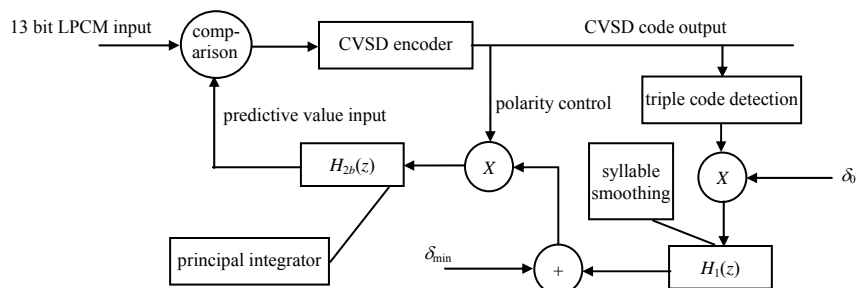 13 bit LPCM input
comp-
arison
CVSD encoder
CVSD code output
triple code detection
polarity control
predictive value input
H₂b(z)
X
syllable
smoothing
X
δ₀
principal integrator
δmin
+
H₁(z)